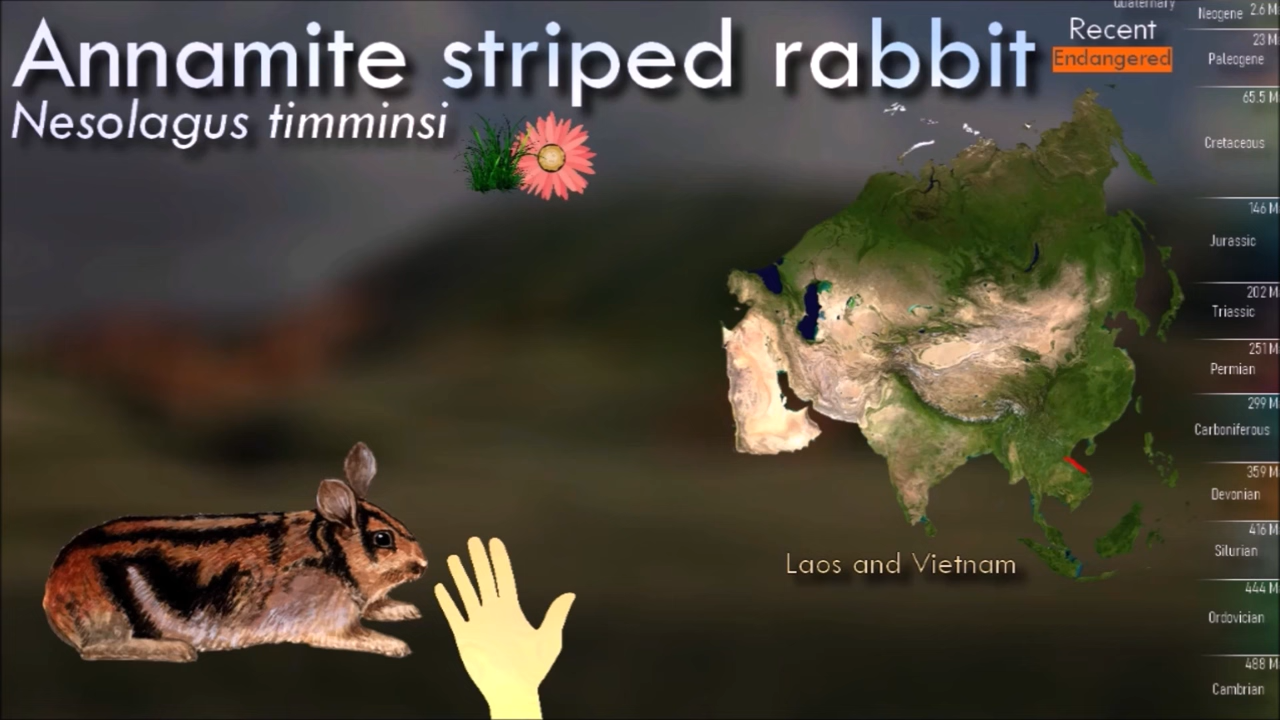 Annamite striped rabbit
Nesolagus timminsi
Recent
Endangered
Laos and Vietnam
Quaternary
2.6 M
Neogene
23 M
Paleogene
65.5 M
Cretaceous
146 M
Jurassic
202 M
Triassic
251 M
Permian
299 M
Carboniferous
359 M
Devonian
416 M
Silurian
444 M
Ordovician
488 M
Cambrian